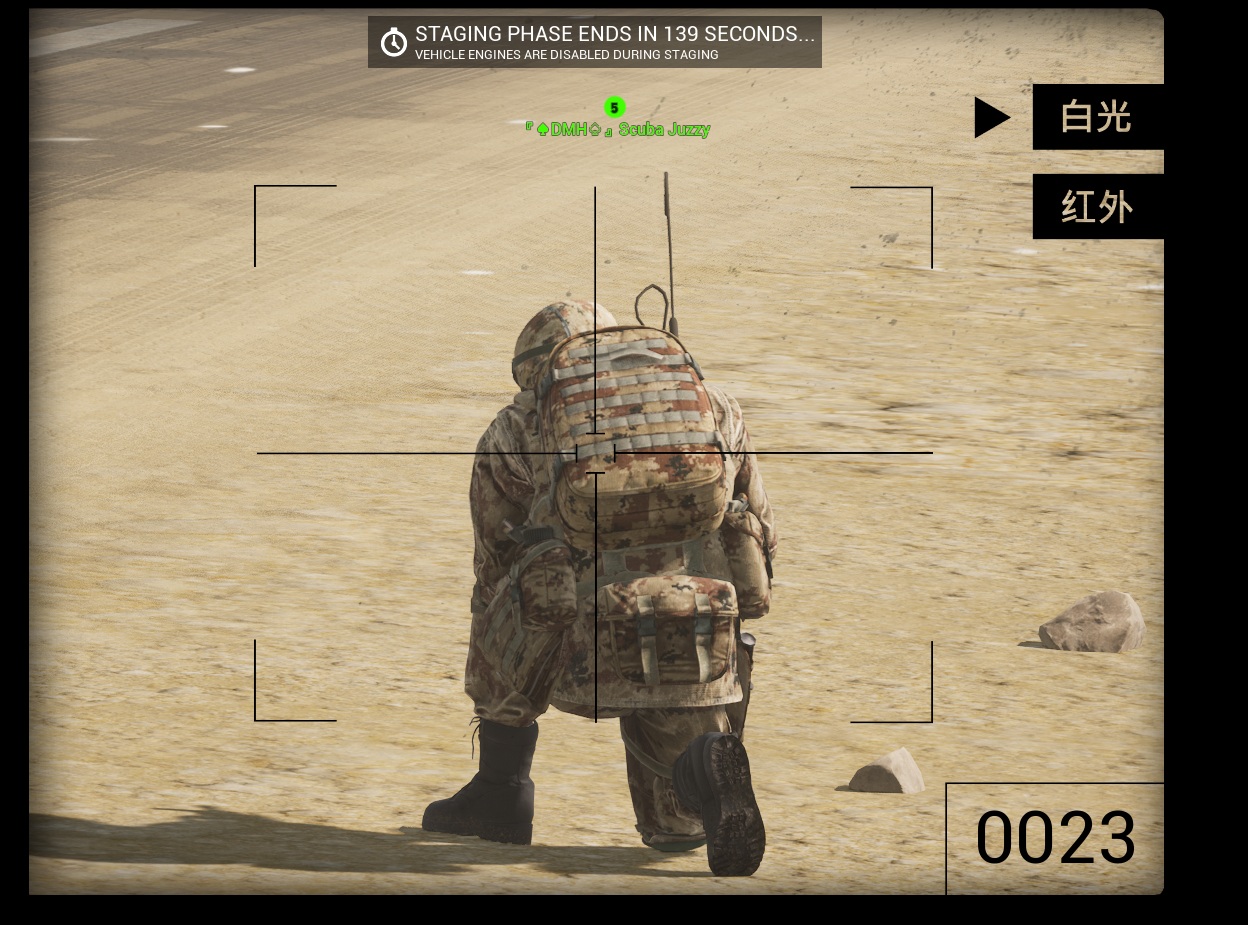 STAGING PHASE ENDS IN 139 SECONDS...
VEHICLE ENGINES ARE DISABLED DURING STAGING
5
『♠DMH♤』 Scuba Juzzy
白光
红外
0023